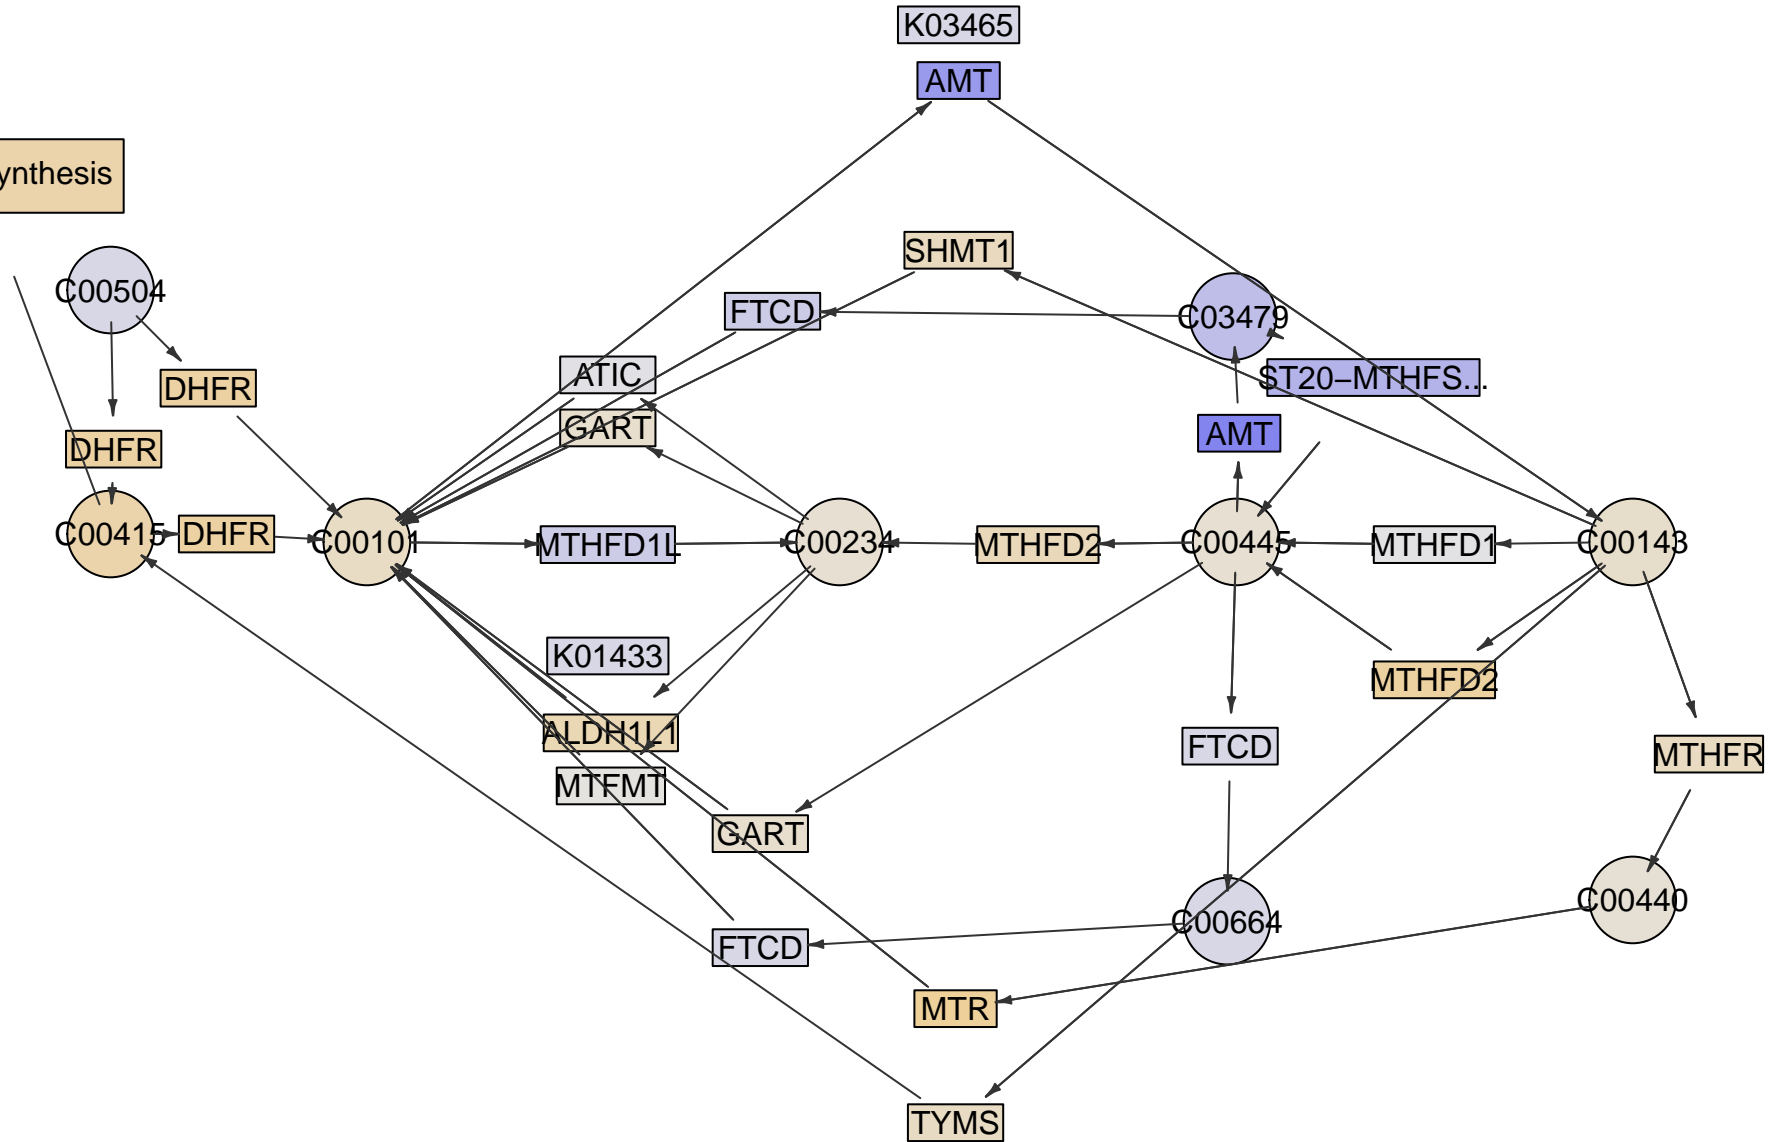 K03465
AMT
ynthesis
SHMT1
C00504
FTCD
C03479
ATIC
ST20−MTHFS...
DHFR
GART
AMT
DHFR
C00415
DHFR
C00101
MTHFD1L
C00234
MTHFD2
C00445
MTHFD1
C00143
K01433
MTHFD2
ALDH1L1
FTCD
MTHFR
MTFMT
GART
C00440
C00664
FTCD
MTR
TYMS